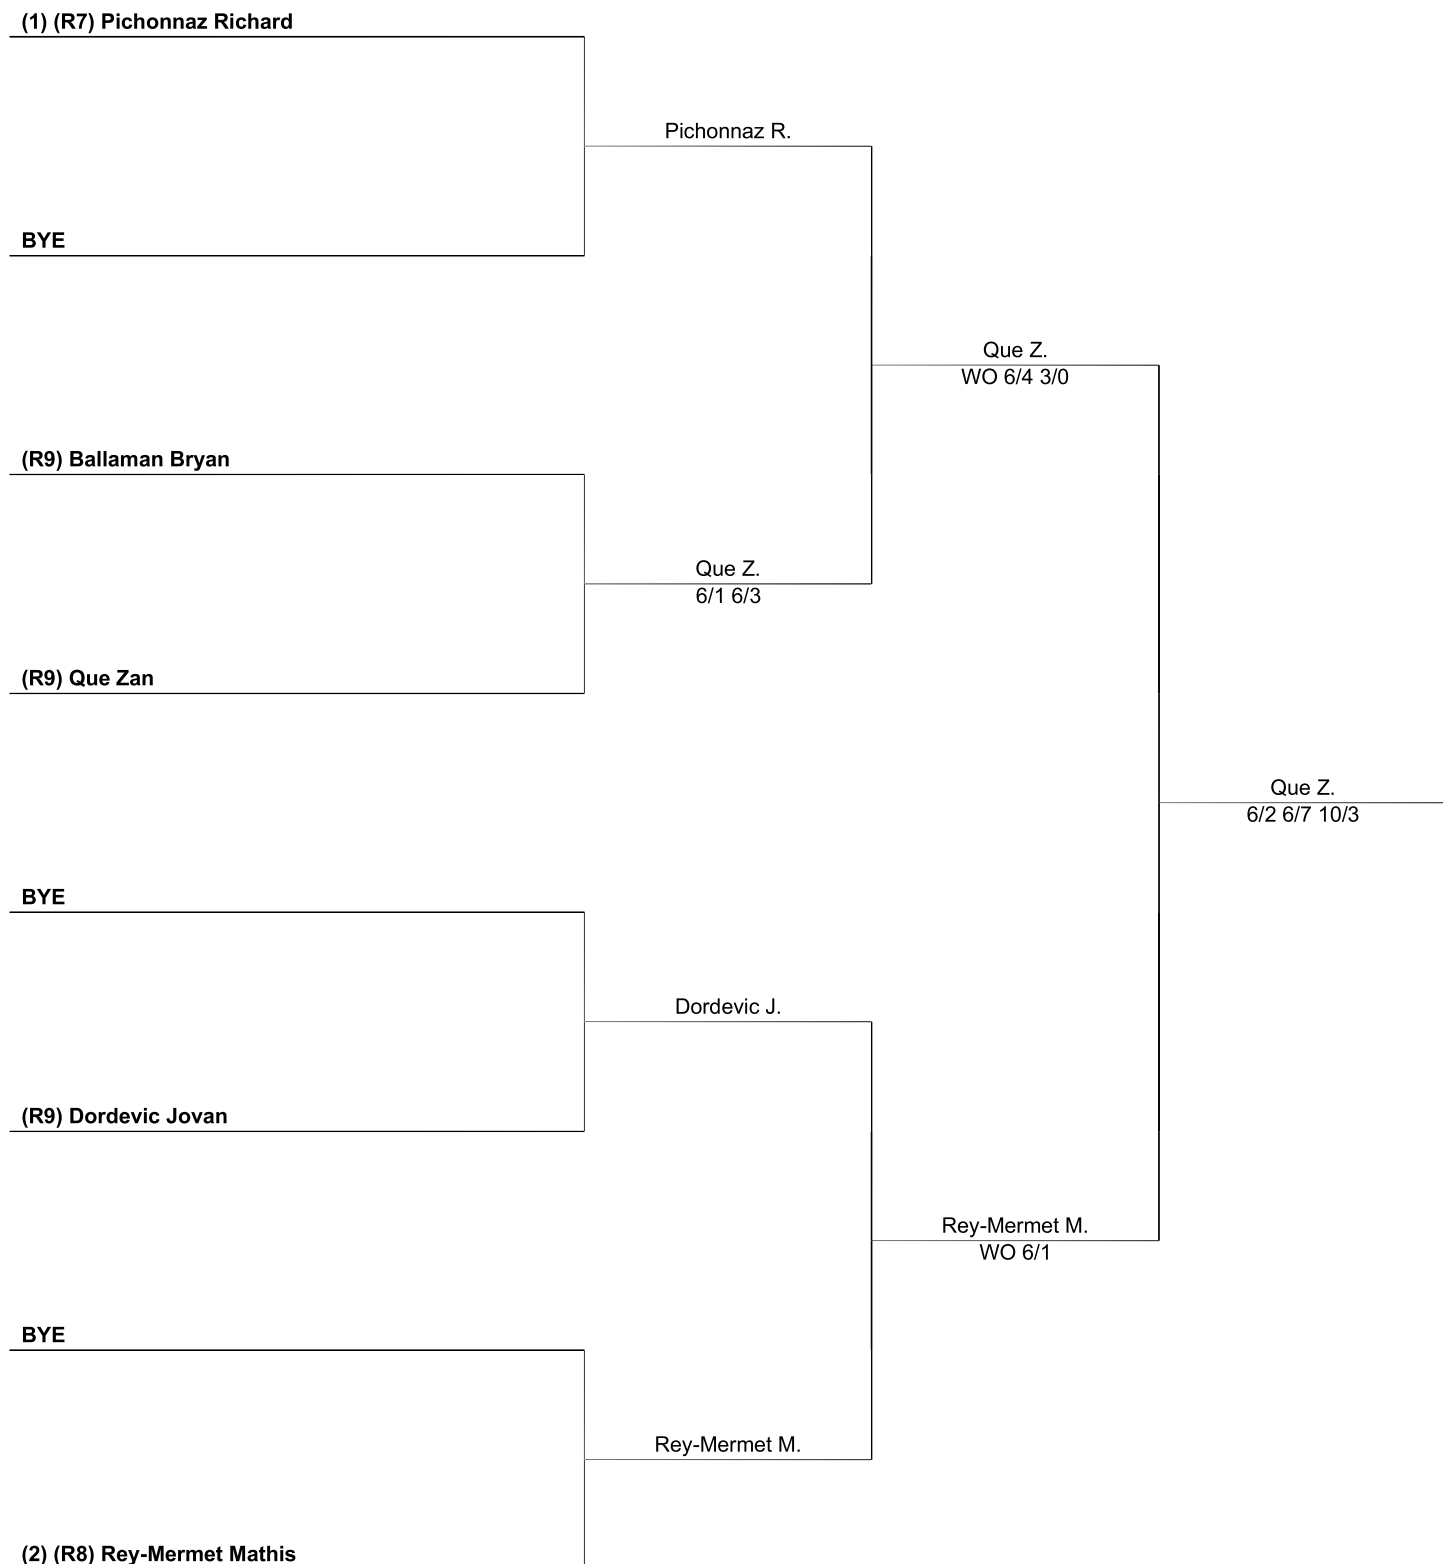 (1) (R7) Pichonnaz Richard
Pichonnaz R.
BYE
Que Z.
WO 6/4 3/0
(R9) Ballaman Bryan
Que Z.
6/1 6/3
(R9) Que Zan
Que Z.
6/2 6/7 10/3
BYE
Dordevic J.
(R9) Dordevic Jovan
Rey-Mermet M.
WO 6/1
BYE
Rey-Mermet M.
(2) (R8) Rey-Mermet Mathis